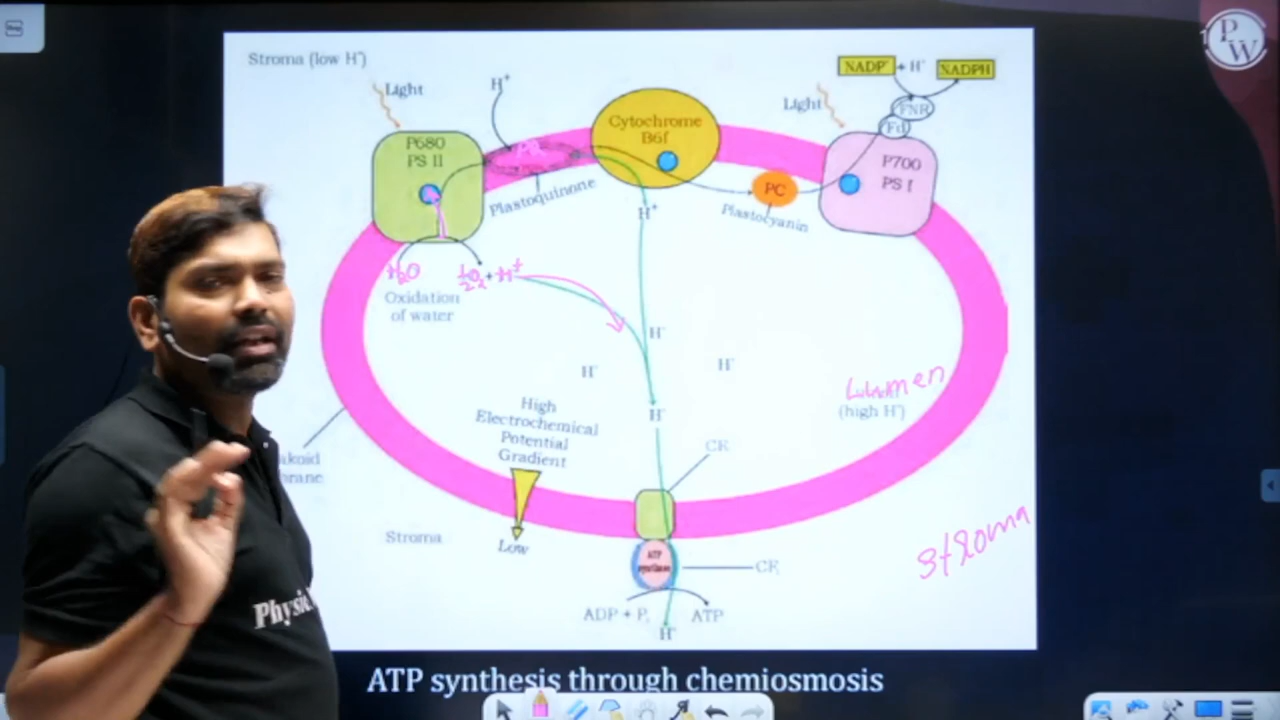 Stroma (low H⁺)
NADP⁺ + H⁺ NADPH
Light
H⁺
Light
FNR
Fd
Cytochrome
B6f
P680
PS II
PQ
P700
PS I
Plastoquinone
PC
Plastocyanin
H⁺
H₂O ½O₂ + H⁺
Oxidation
of water
H⁺
H⁺
H⁺
Lumen
(high H⁺)
High
Electrochemical
Potential
Gradient
H⁺
CF₀
akoid
brane
Stroma
Low
Stroma
ATP
synthase
CF₁
ADP + Pᵢ ATP
H⁺
Physic
ATP synthesis through chemiosmosis
PW